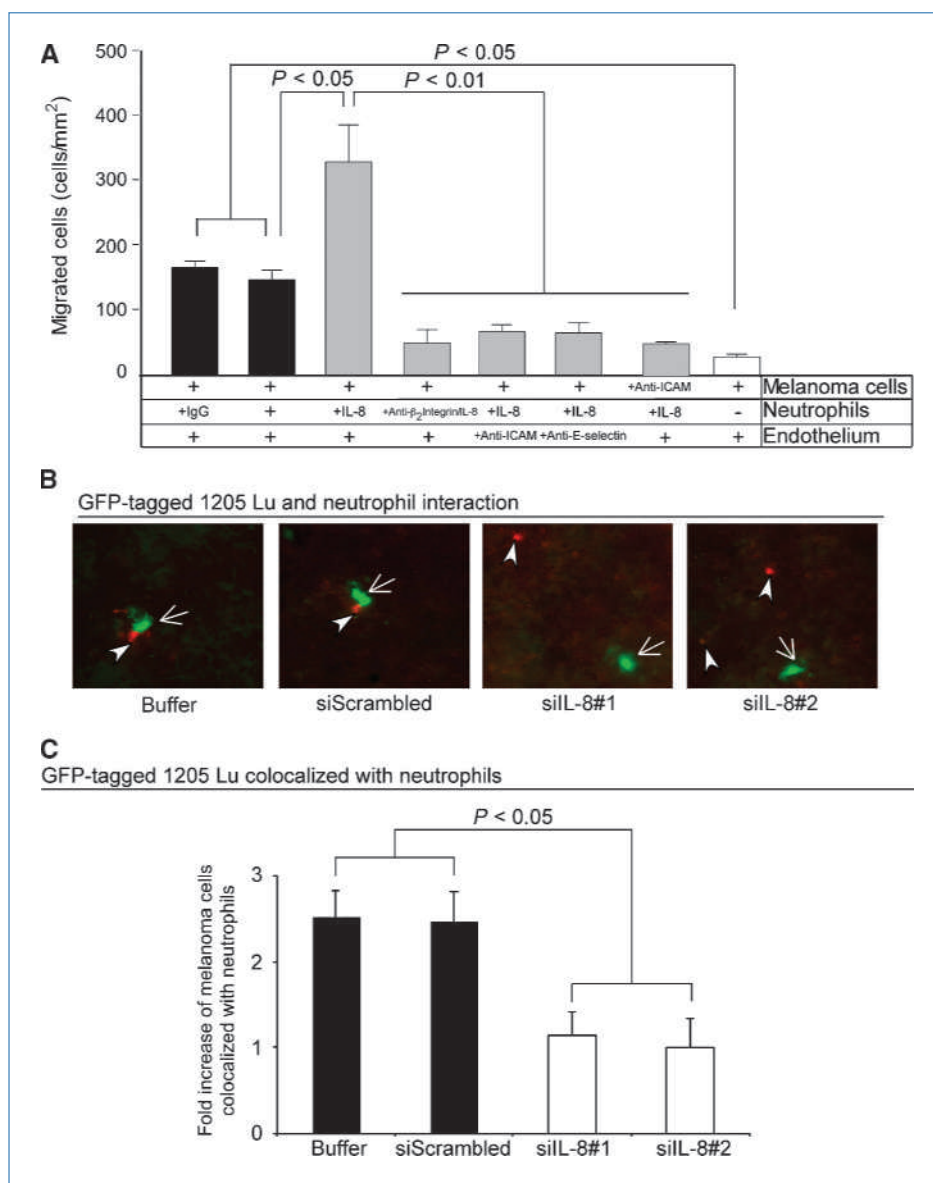 A
500
400
300
200
100
0
Migrated cells (cells/mm²)
P < 0.05
P < 0.05
P < 0.01
+ + + + + + +Anti-ICAM + Melanoma cells
+IgG + +IL-8 +Anti-β₂Integrin/IL-8 +IL-8 +IL-8 +IL-8 - Neutrophils
+ + + + +Anti-ICAM +Anti-E-selectin + + Endothelium
B
GFP-tagged 1205 Lu and neutrophil interaction
Buffer siScrambled siIL-8#1 siIL-8#2
C
GFP-tagged 1205 Lu colocalized with neutrophils
P < 0.05
Fold increase of melanoma cells
colocalized with neutrophils
3
2
1
0
Buffer siScrambled siIL-8#1 siIL-8#2